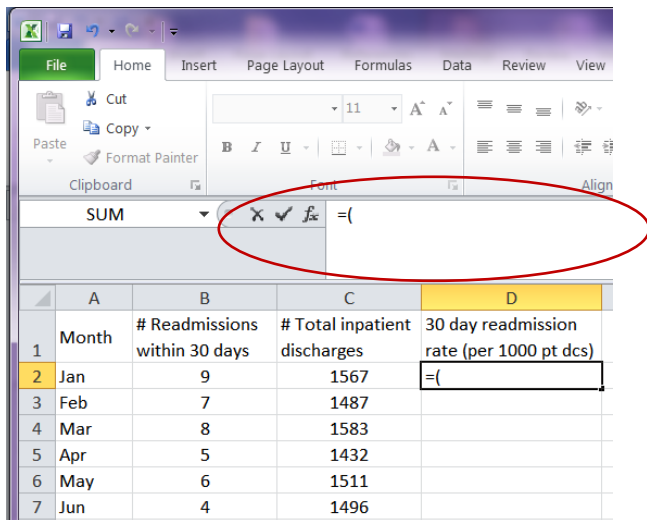 File Home Insert Page Layout Formulas Data Review View
Cut
Copy
Paste
Format Painter
11 A A
B I U A
Clipboard Font Align
SUM fx =(
A B C D
1 Month # Readmissions within 30 days # Total inpatient discharges 30 day readmission rate (per 1000 pt dcs)
2 Jan 9 1567 =(
3 Feb 7 1487
4 Mar 8 1583
5 Apr 5 1432
6 May 6 1511
7 Jun 4 1496